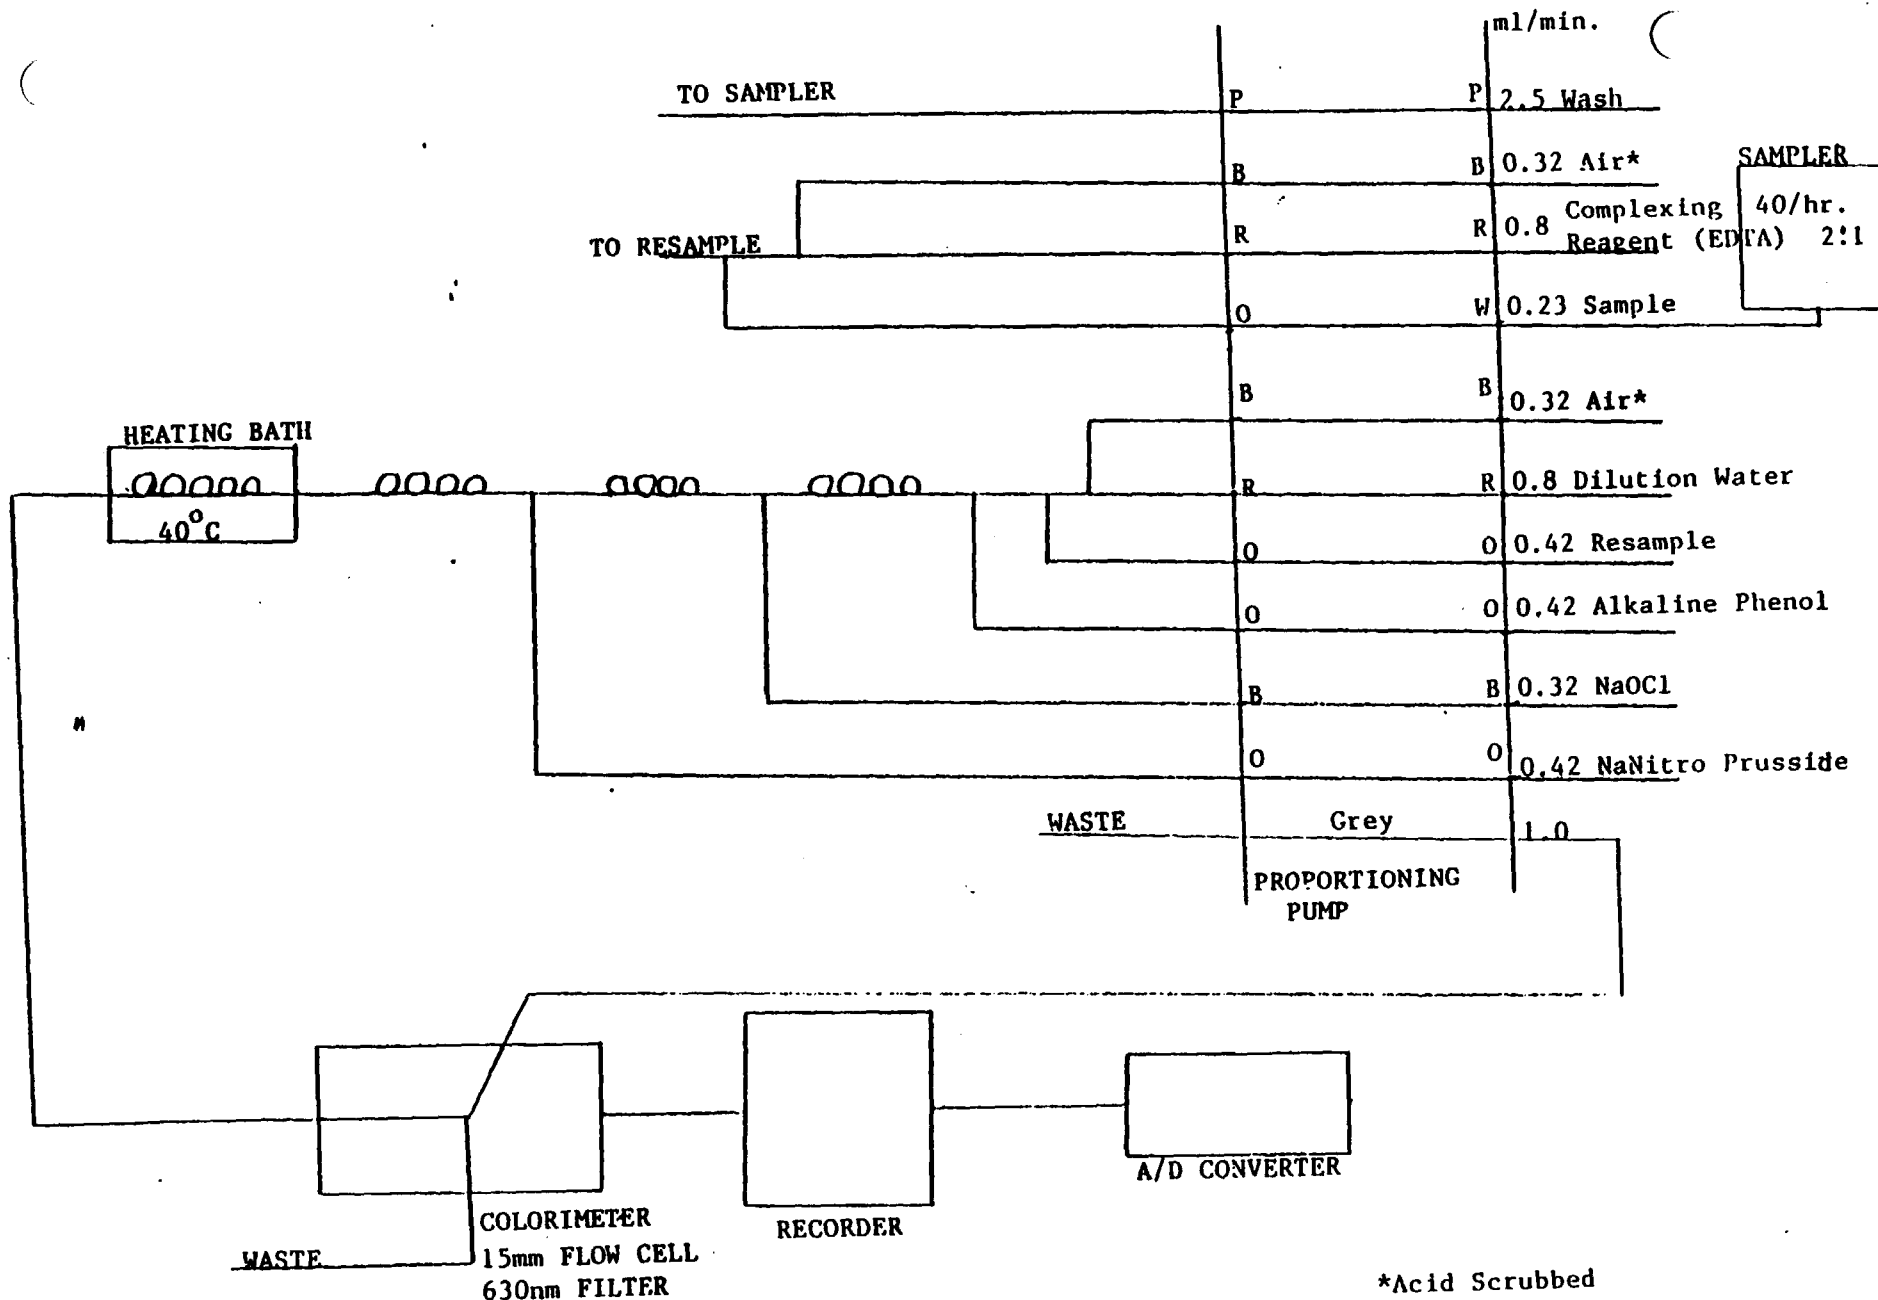 ml/min.
TO SAMPLER P P 2.5 Wash
B B 0.32 Air*
SAMPLER
TO RESAMPLE R R 0.8 Complexing
Reagent (EDTA)
40/hr.
2:1
O W 0.23 Sample
B B 0.32 Air*
HEATING BATH
40°C
R R 0.8 Dilution Water
O O 0.42 Resample
O O 0.42 Alkaline Phenol
B B 0.32 NaOCl
O O 0.42 NaNitro Prusside
WASTE Grey 1.0
PROPORTIONING
PUMP
A/D CONVERTER
COLORIMETER
RECORDER
WASTE
15mm FLOW CELL
630nm FILTER
*Acid Scrubbed